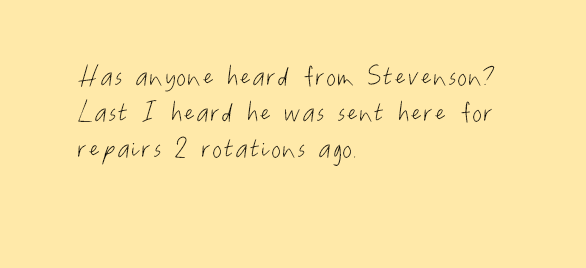 Has anyone heard from Stevenson?
Last I heard he was sent here for
repairs 2 rotations ago.